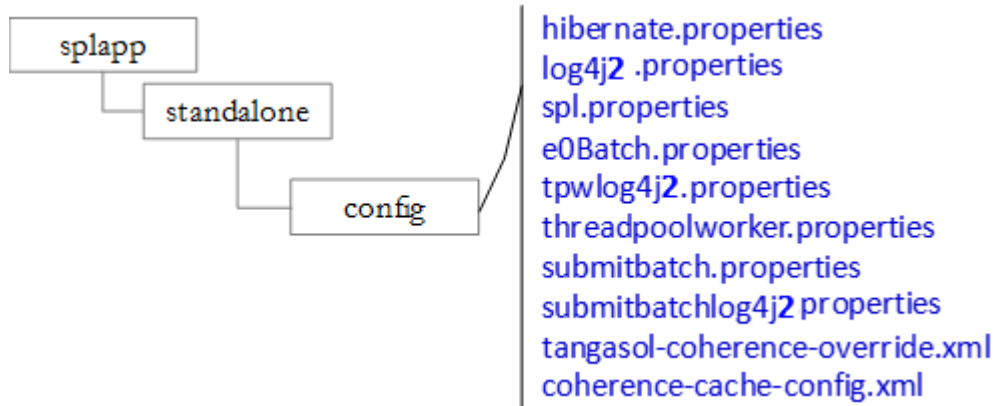 splapp
standalone
config
hibernate.properties
log4j2 .properties
spl.properties
e0Batch.properties
tpwlog4j2.properties
threadpoolworker.properties
submitbatch.properties
submitbatchlog4j2 properties
tangasol-coherence-override.xml
coherence-cache-config.xml